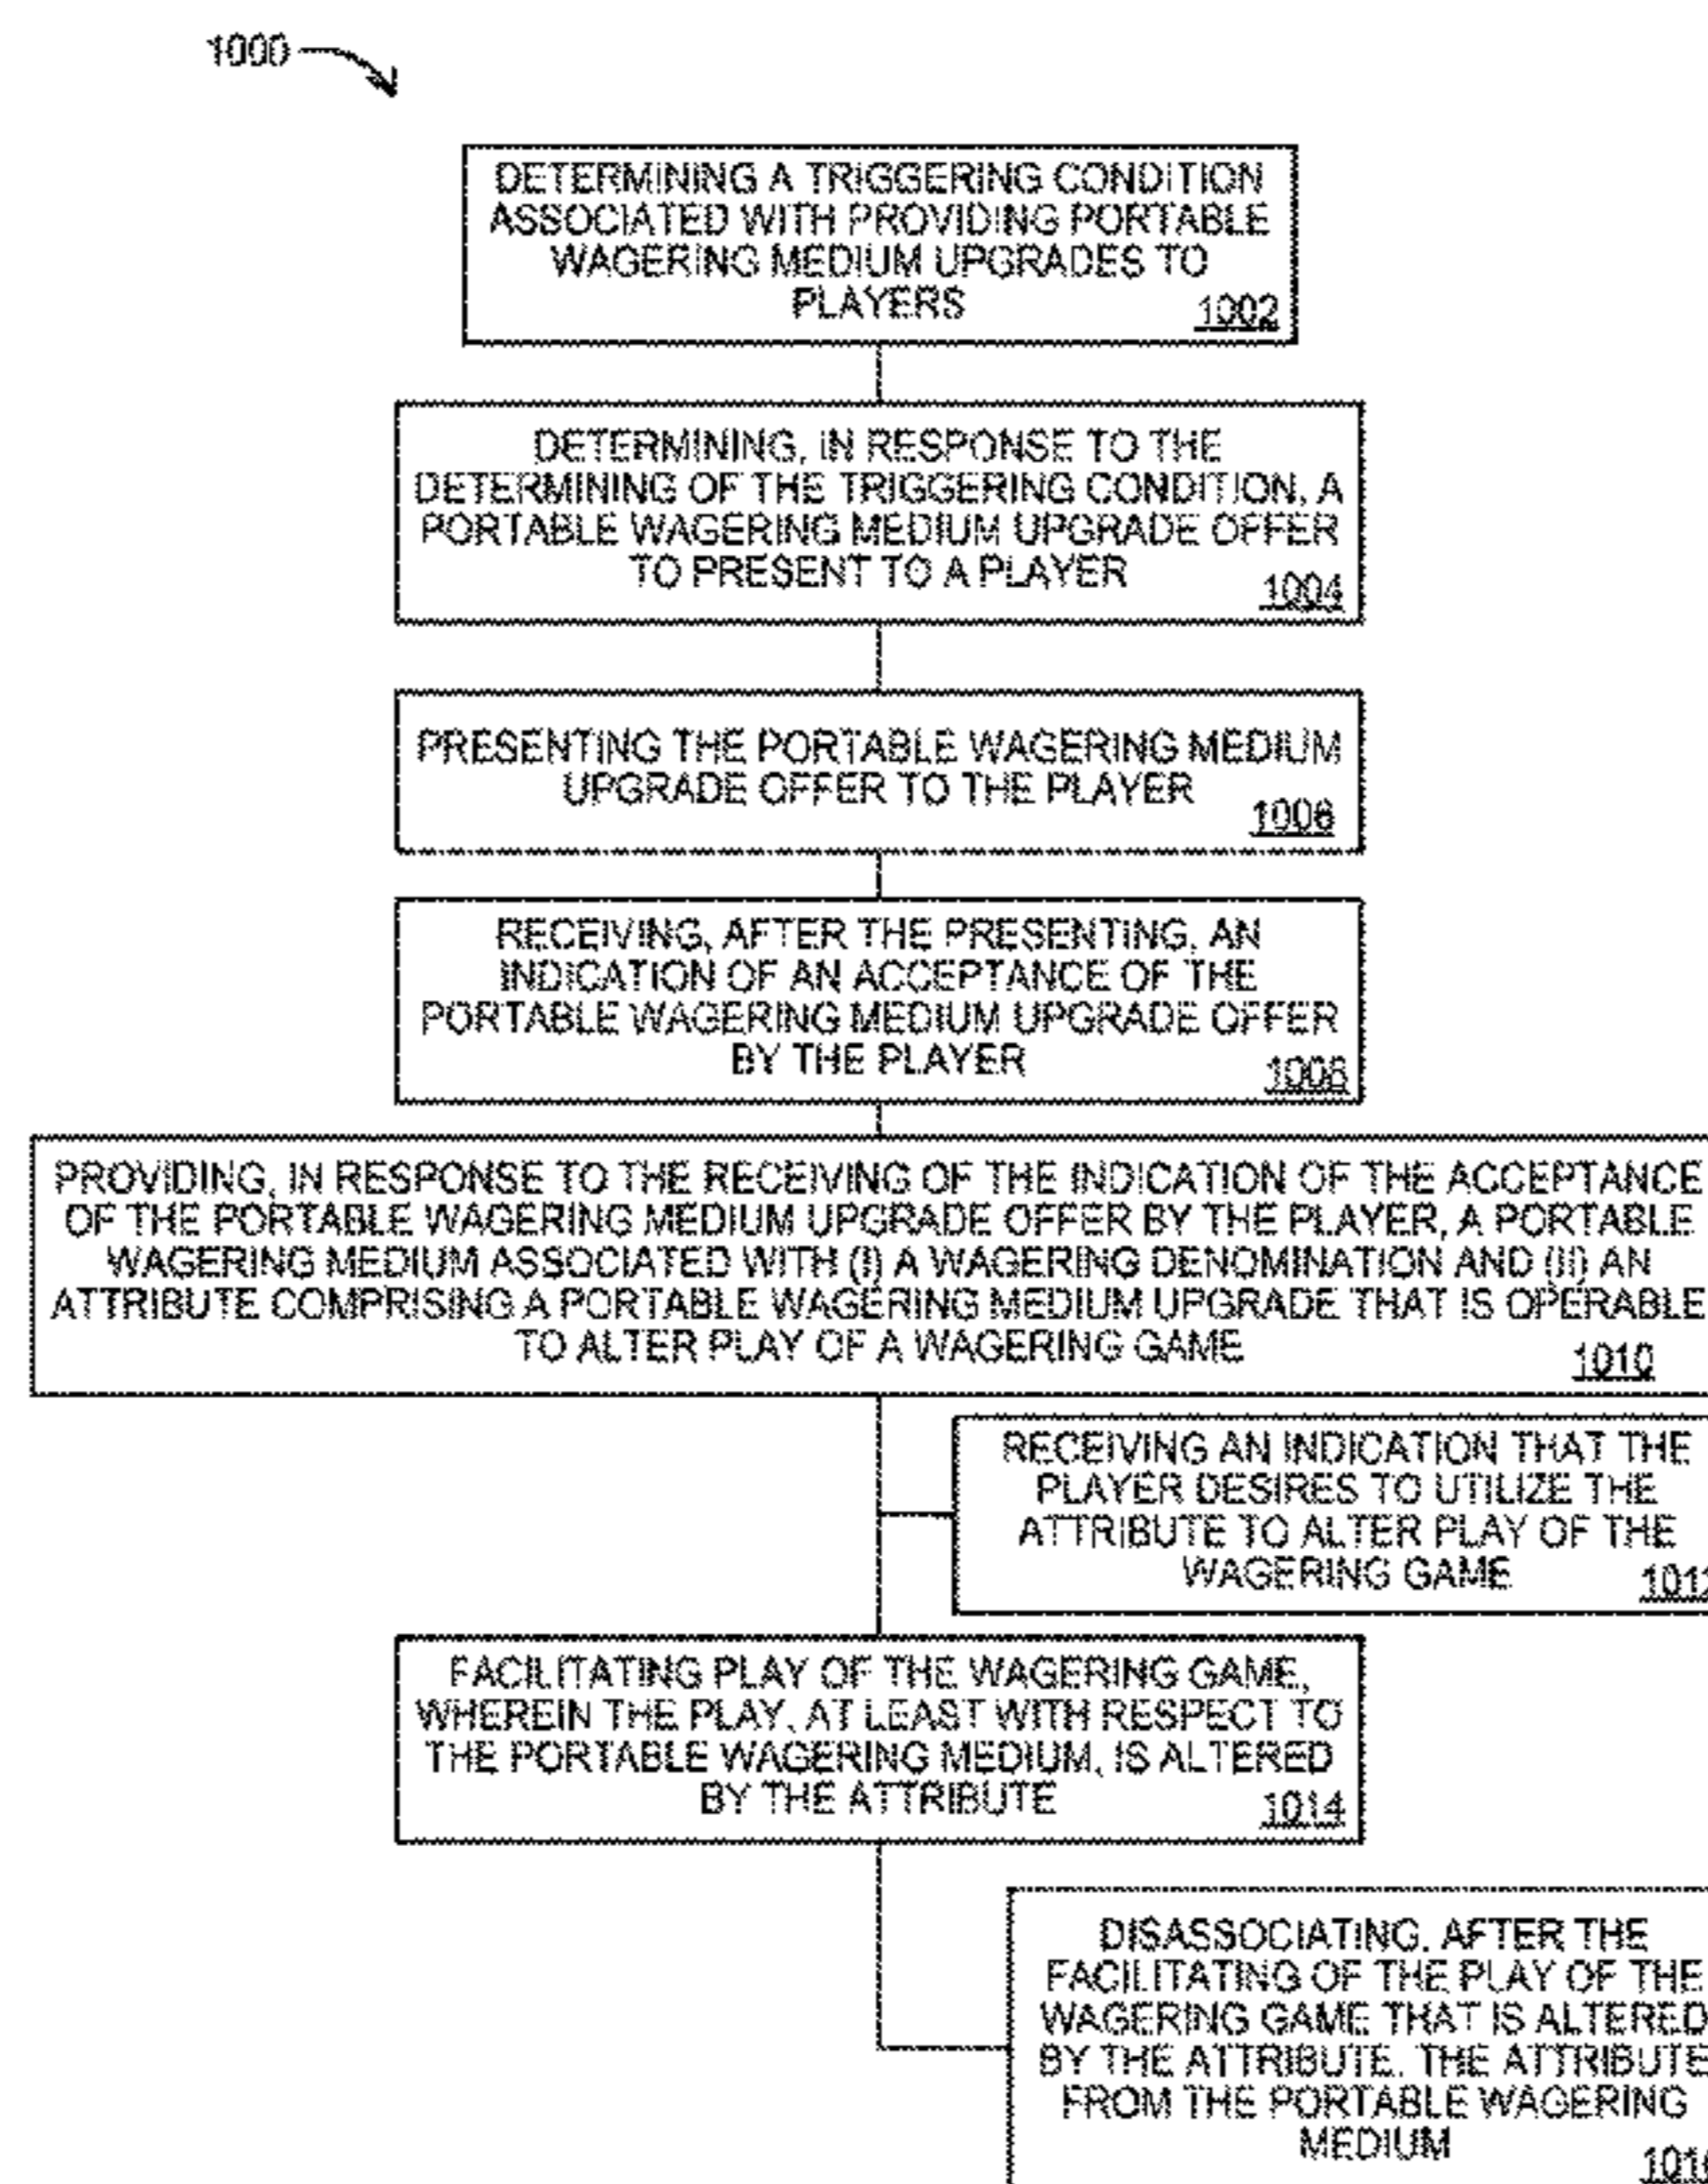 1000
DETERMINING A TRIGGERING CONDITION
ASSOCIATED WITH PROVIDING PORTABLE
WAGERING MEDIUM UPGRADES TO
PLAYERS
1002
DETERMINING, IN RESPONSE TO THE
DETERMINING OF THE TRIGGERING CONDITION, A
PORTABLE WAGERING MEDIUM UPGRADE OFFER
TO PRESENT TO A PLAYER
1004
PRESENTING THE PORTABLE WAGERING MEDIUM
UPGRADE OFFER TO THE PLAYER
1006
RECEIVING, AFTER THE PRESENTING, AN
INDICATION OF AN ACCEPTANCE OF THE
PORTABLE WAGERING MEDIUM UPGRADE OFFER
BY THE PLAYER
1008
PROVIDING, IN RESPONSE TO THE RECEIVING OF THE INDICATION OF THE ACCEPTANCE
OF THE PORTABLE WAGERING MEDIUM UPGRADE OFFER BY THE PLAYER, A PORTABLE
WAGERING MEDIUM ASSOCIATED WITH (I) A WAGERING DENOMINATION AND (II) AN
ATTRIBUTE COMPRISING A PORTABLE WAGERING MEDIUM UPGRADE THAT IS OPERABLE
TO ALTER PLAY OF A WAGERING GAME
1010
RECEIVING AN INDICATION THAT THE
PLAYER DESIRES TO UTILIZE THE
ATTRIBUTE TO ALTER PLAY OF THE
WAGERING GAME
1012
FACILITATING PLAY OF THE WAGERING GAME,
WHEREIN THE PLAY, AT LEAST WITH RESPECT TO
THE PORTABLE WAGERING MEDIUM, IS ALTERED
BY THE ATTRIBUTE
1014
DISASSOCIATING, AFTER THE
FACILITATING OF THE PLAY OF THE
WAGERING GAME THAT IS ALTERED
BY THE ATTRIBUTE, THE ATTRIBUTE
FROM THE PORTABLE WAGERING
MEDIUM